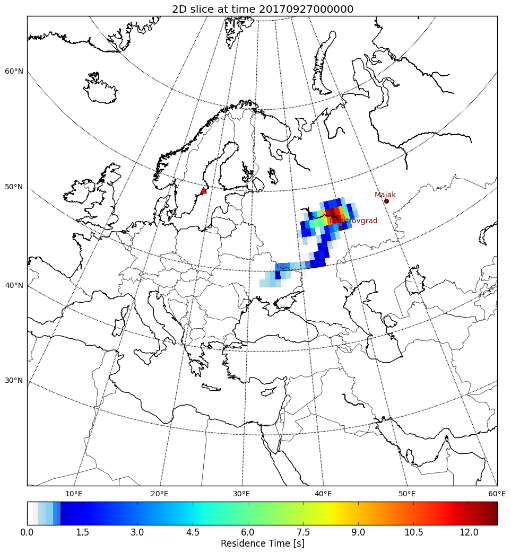 2D slice at time 20170927000000
60°N
50°N
Majak
ovgrad
40°N
30°N
10°E 20°E 30°E 40°E 50°E 60°E
0.0 1.5 3.0 4.5 6.0 7.5 9.0 10.5 12.0
Residence Time [s]